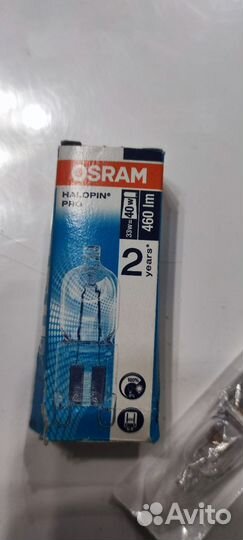 OSRAM
HALOPIN®
PRO
33w=40w
460 lm
2
years*
100%
Avito